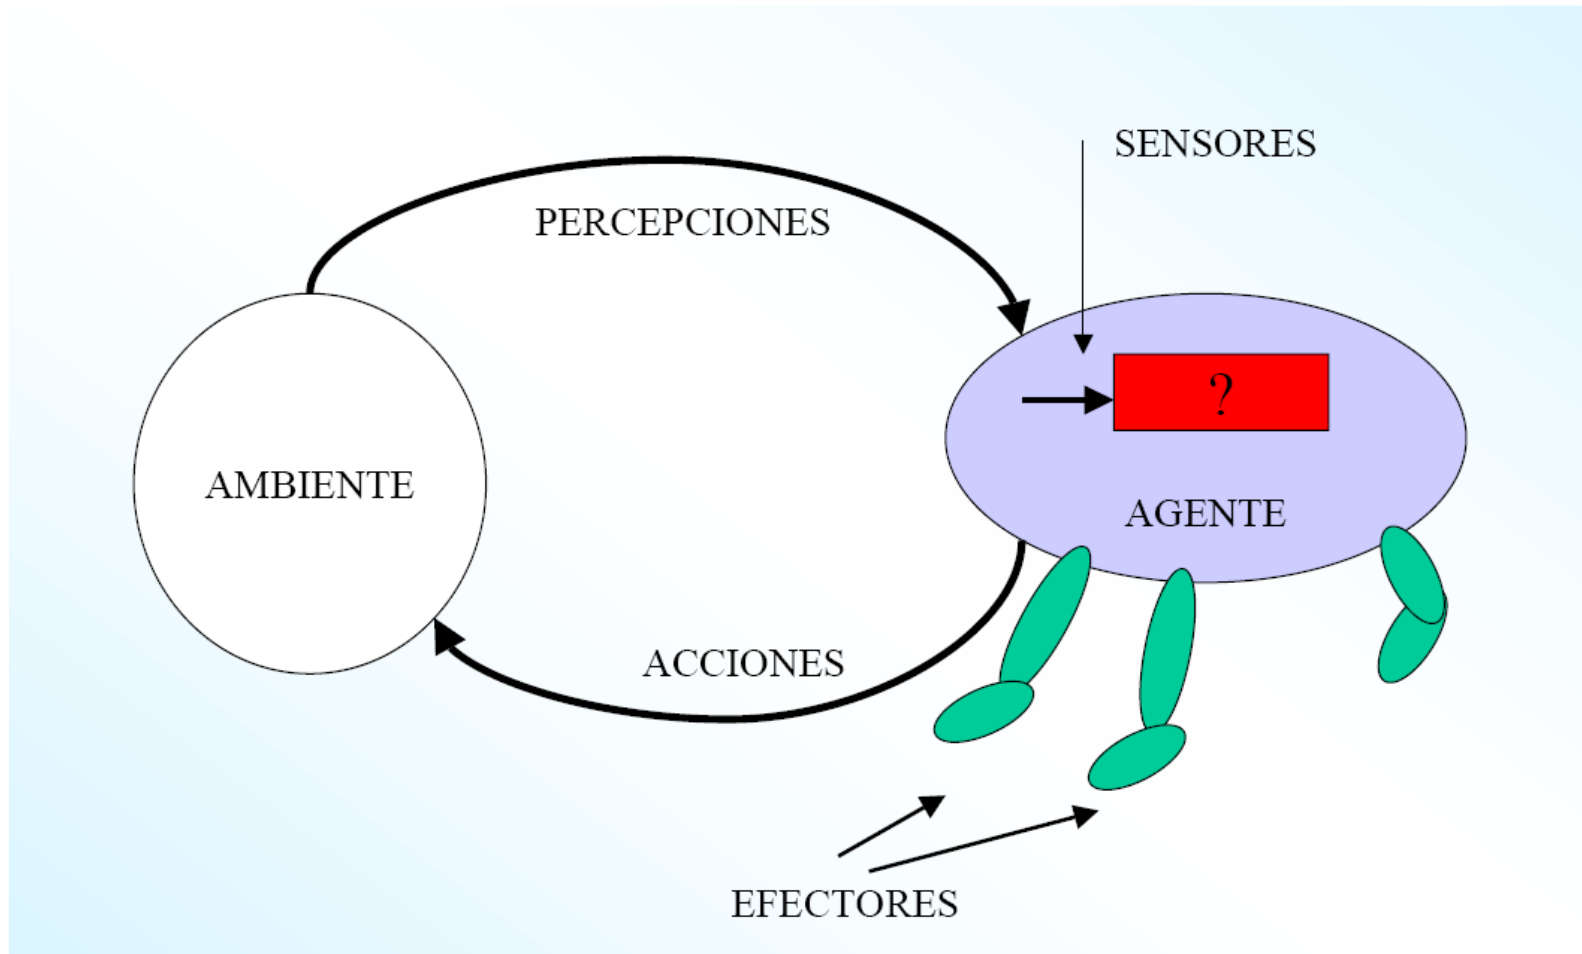 SENSORES
PERCEPCIONES
?
AMBIENTE
AGENTE
ACCIONES
EFECTORES